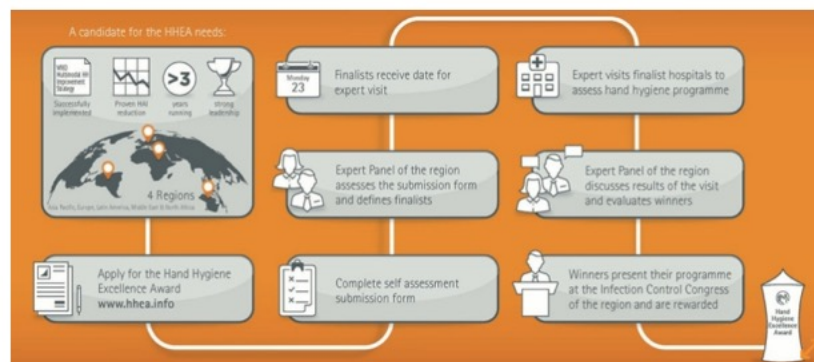 A candidate for the HHEA needs:
WHO
Multimodal HH
Improvement
Strategy
Successfully
implemented
Proven HAI
reduction
>3
years
running
strong
leadership
4 Regions
Asia Pacific, Europe, Latin America, Middle East & North Africa
Apply for the Hand Hygiene
Excellence Award
www.hhea.info
Complete self assessment
submission form
Expert Panel of the region
assesses the submission form
and defines finalists
Monday
23
Finalists receive date for
expert visit
Expert visits finalist hospitals to
assess hand hygiene programme
Expert Panel of the region
discusses results of the visit
and evaluates winners
Winners present their programme
at the Infection Control Congress
of the region and are rewarded
Hand
Hygiene
Excellence
Award